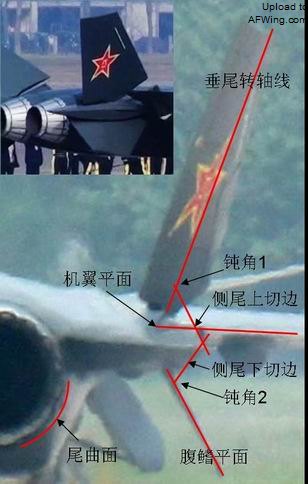 Upload to
AFWing.com
垂尾转轴线
钝角1
机翼平面
侧尾上切边
侧尾下切边
钝角2
尾曲面
腹鳍平面